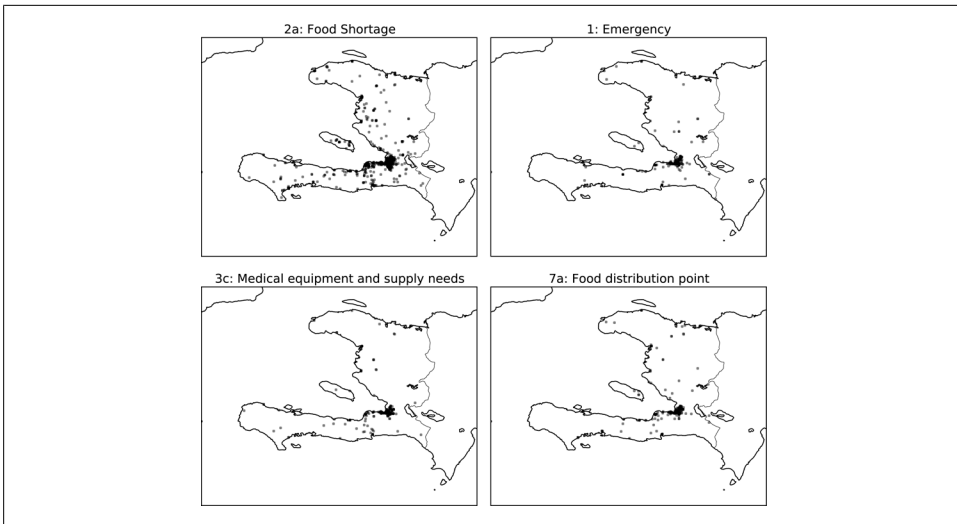 2a: Food Shortage
1: Emergency
3c: Medical equipment and supply needs
7a: Food distribution point